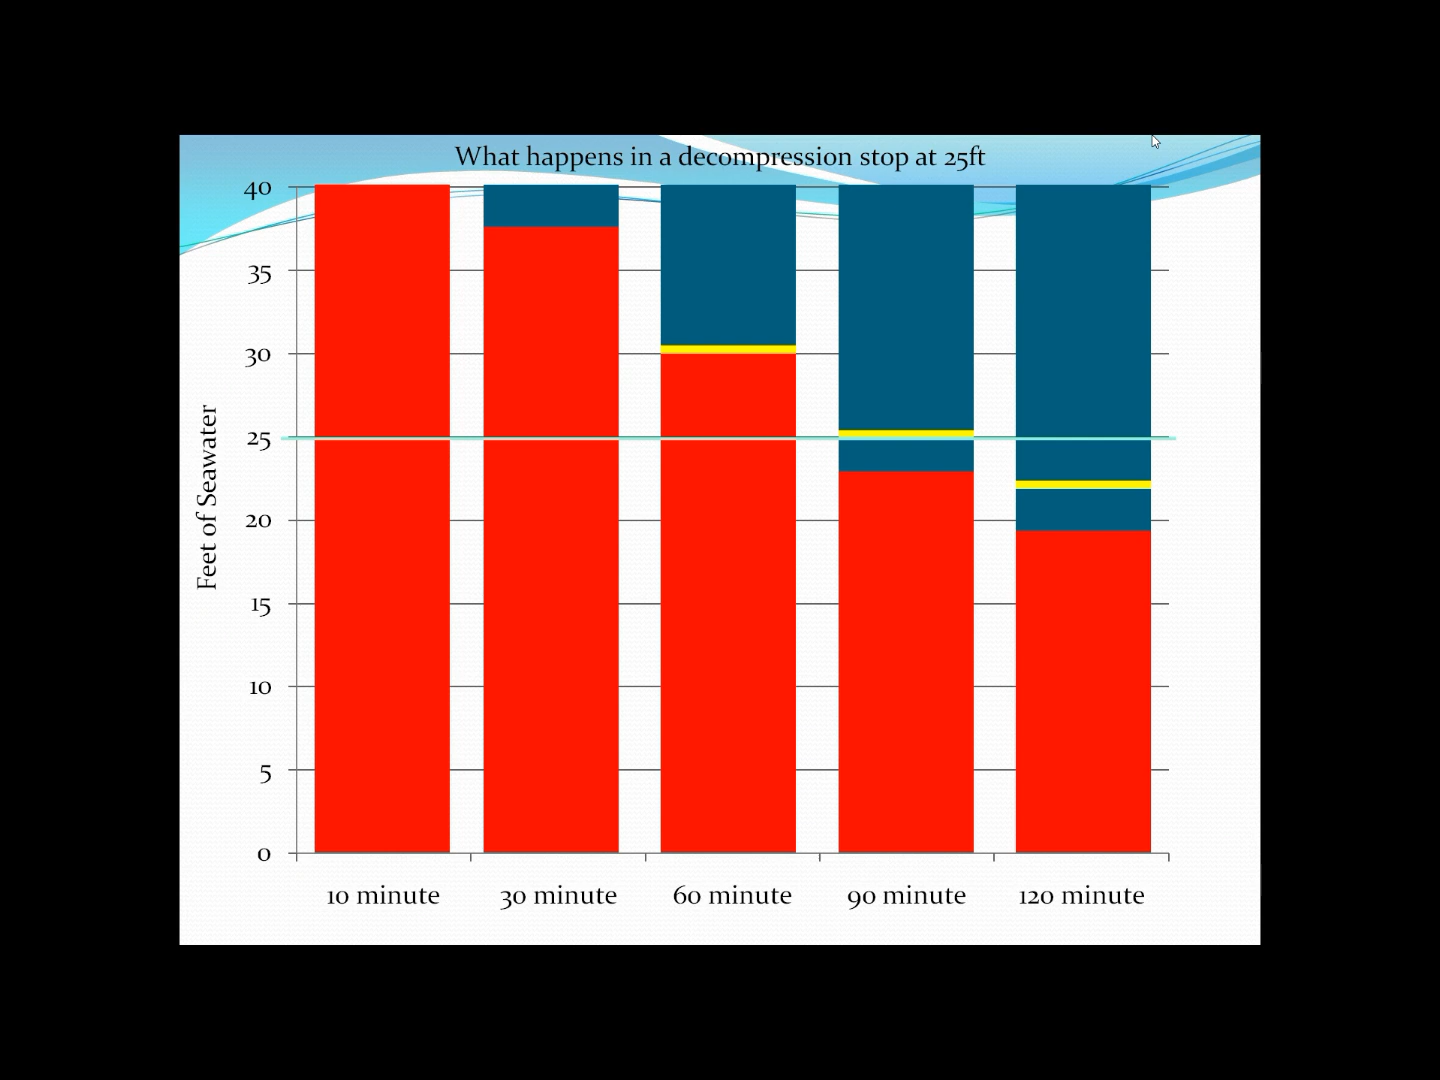 What happens in a decompression stop at 25ft
40
35
30
25
20
15
10
5
0
Feet of Seawater
10 minute
30 minute
60 minute
90 minute
120 minute